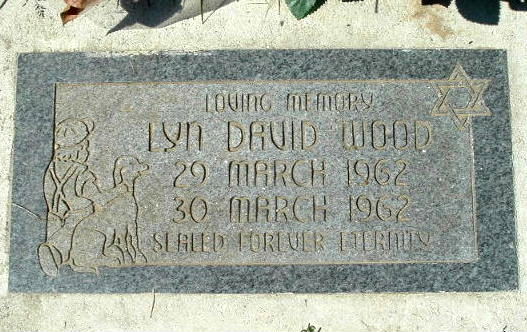 LOVING MEMORY
LYN DAVID WOOD
29 MARCH 1962
30 MARCH 1962
SEALED FOREVER ETERNITY